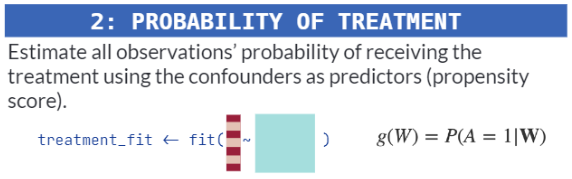 2: PROBABILITY OF TREATMENT
Estimate all observations' probability of receiving the
treatment using the confounders as predictors (propensity
score).
treatment_fit ← fit( ~ )
g(W) = P(A = 1|W)